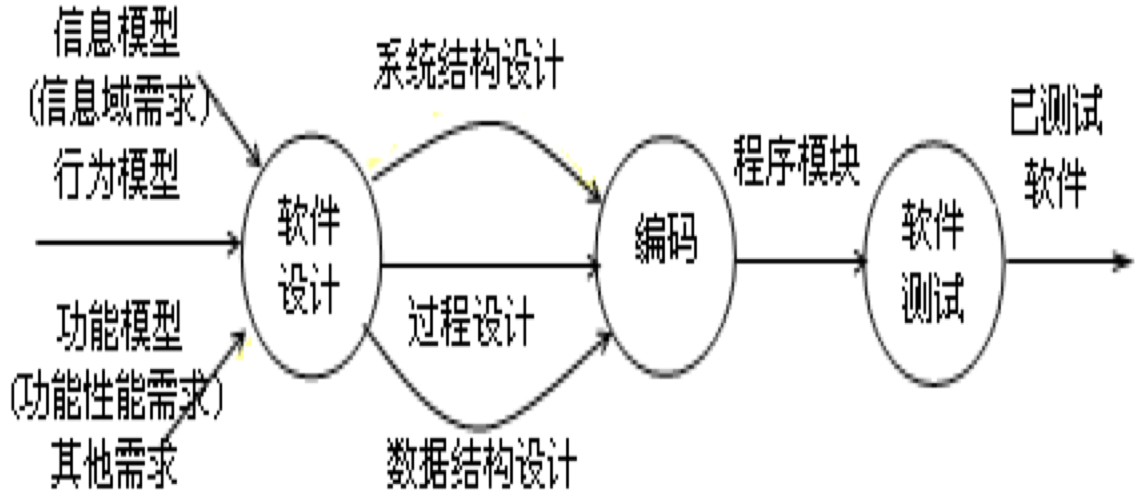 信息模型
(信息域需求)
行为模型
功能模型
(功能性能需求)
其他需求
软件
设计
系统结构设计
过程设计
数据结构设计
编码
程序模块
软件
测试
已测试
软件